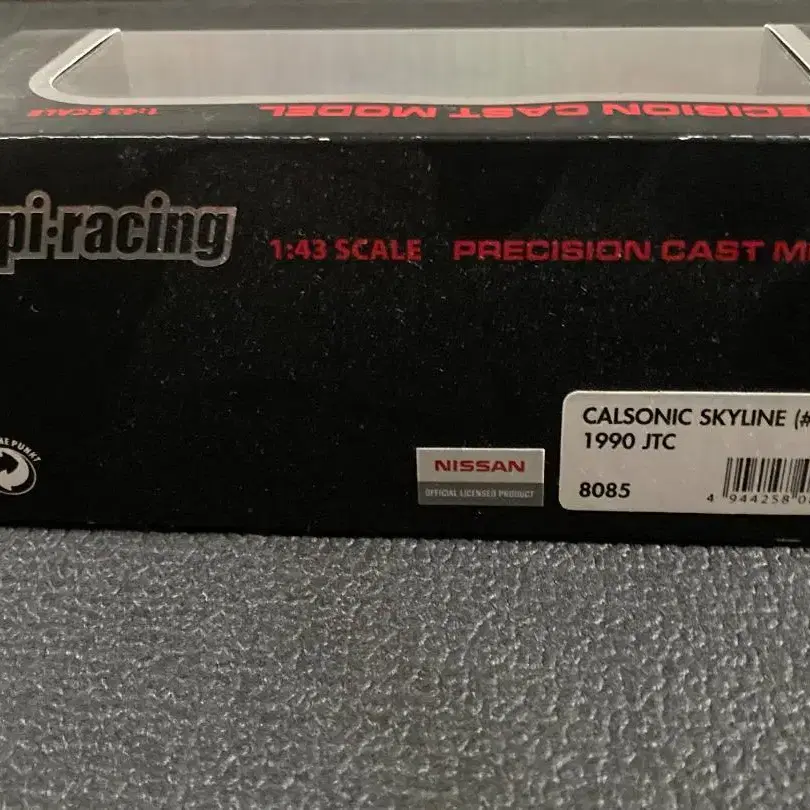 1:43 SCALE
PRECISION CAST MODEL
pi·racing
1:43 SCALE PRECISION CAST M
CALSONIC SKYLINE (#
1990 JTC
8085
4 944258 0
NISSAN
OFFICIAL LICENSED PRODUCT
PUNKT